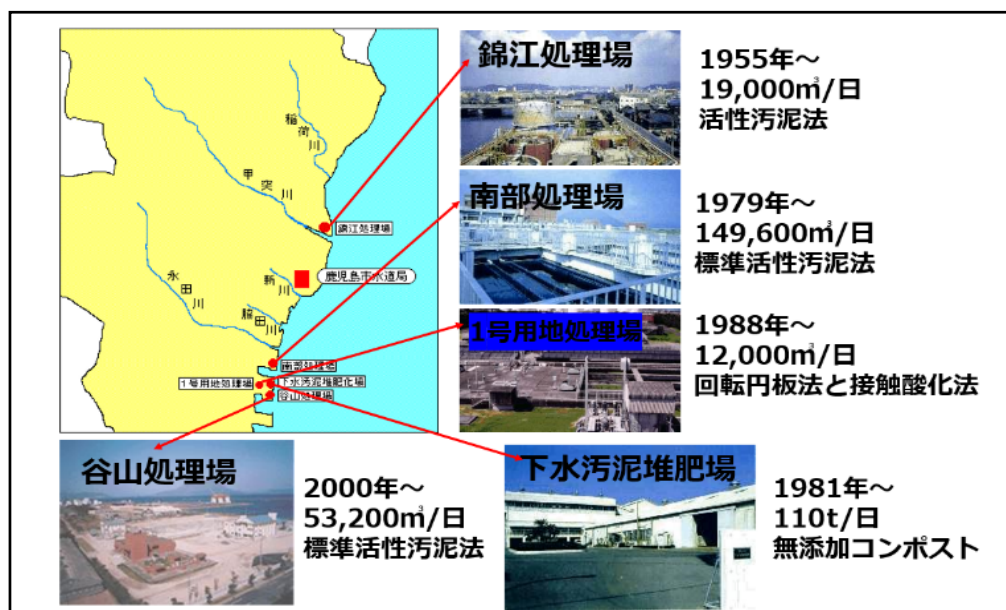 錦江処理場
1955年～
19,000㎥/日
活性汚泥法
南部処理場
1979年～
149,600㎥/日
標準活性汚泥法
1号用地処理場
1988年～
12,000㎥/日
回転円板法と接触酸化法
谷山処理場
2000年～
53,200㎥/日
標準活性汚泥法
下水汚泥堆肥場
1981年～
110t/日
無添加コンポスト
稲荷川
甲突川
錦江処理場
鹿児島市水道局
新川
脇田川
永田川
南部処理場
1号用地処理場
下水汚泥堆肥化場
谷山処理場